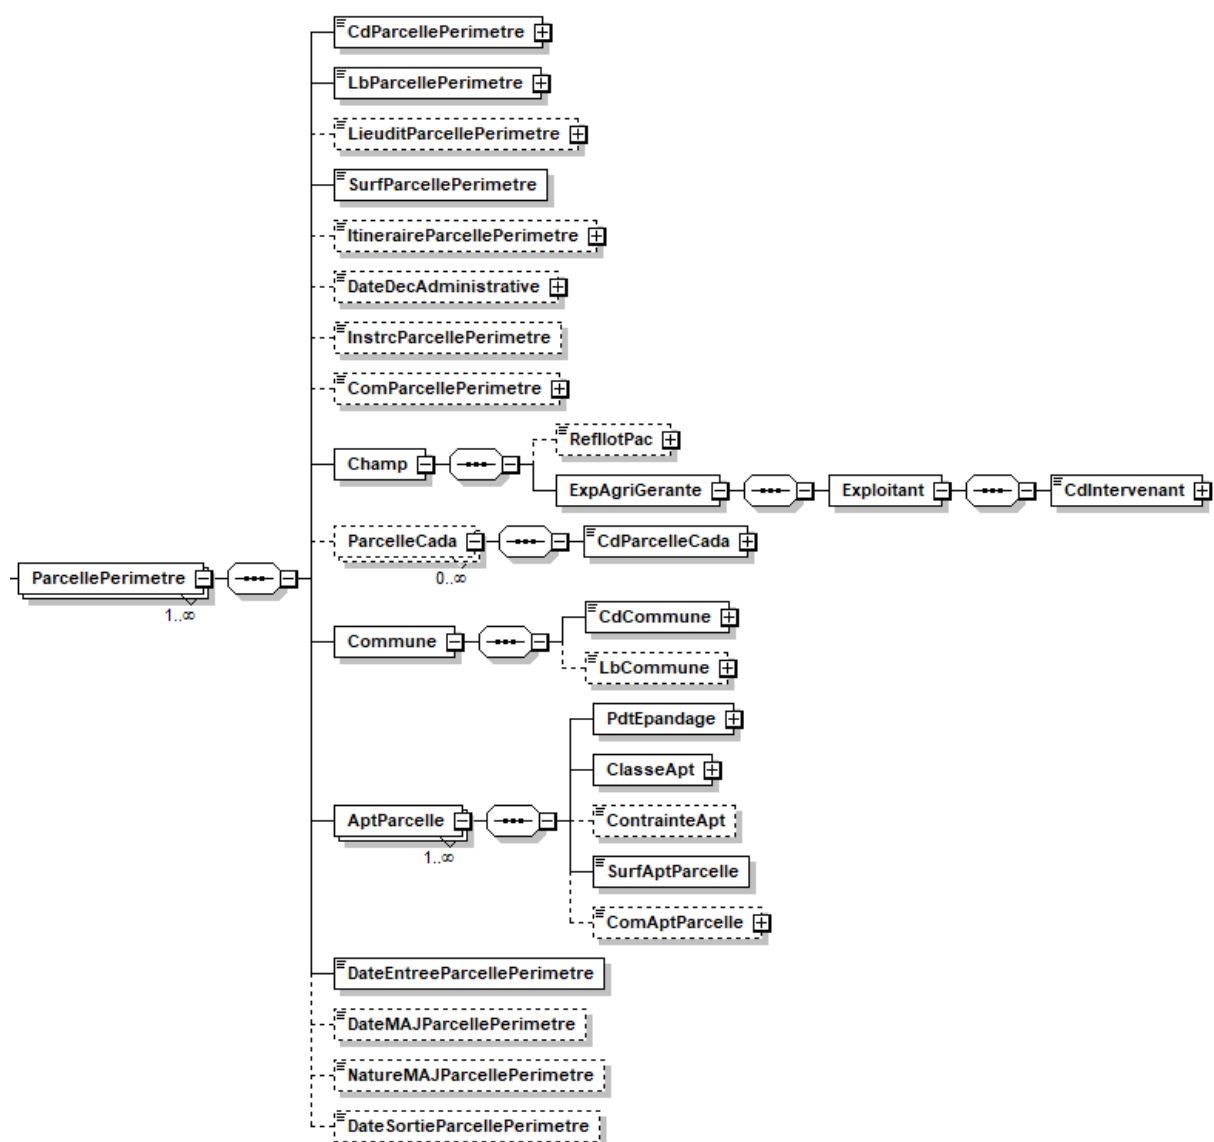 CdParcellePerimetre
LbParcellePerimetre
LieuditParcellePerimetre
SurfParcellePerimetre
ItineraireParcellePerimetre
DateDecAdministrative
InstrcParcellePerimetre
ComParcellePerimetre
RefIlotPac
Champ
ExpAgriGerante
Exploitant
CdIntervenant
ParcelleCada
CdParcelleCada
0..∞
ParcellePerimetre
1..∞
CdCommune
Commune
LbCommune
PdtEpandage
ClasseApt
AptParcelle
ContrainteApt
1..∞
SurfAptParcelle
ComAptParcelle
DateEntreeParcellePerimetre
DateMAJParcellePerimetre
NatureMAJParcellePerimetre
DateSortieParcellePerimetre